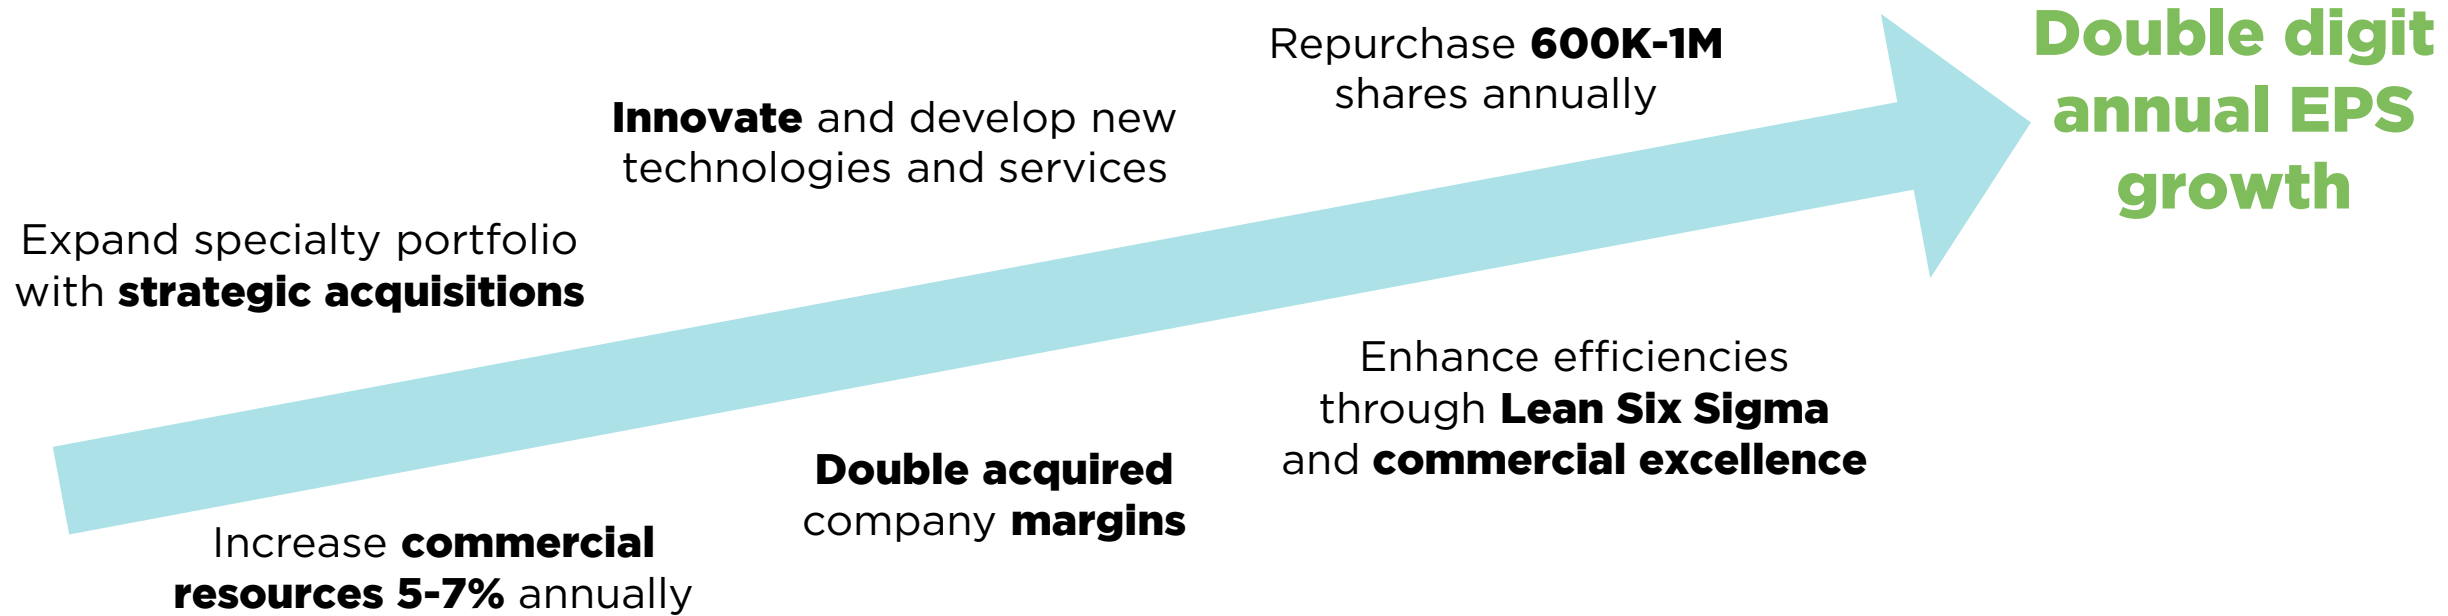 Expand specialty portfolio
with strategic acquisitions
Innovate and develop new
technologies and services
Repurchase 600K-1M
shares annually
Double digit
annual EPS
growth
Increase commercial
resources 5-7% annually
Double acquired
company margins
Enhance efficiencies
through Lean Six Sigma
and commercial excellence